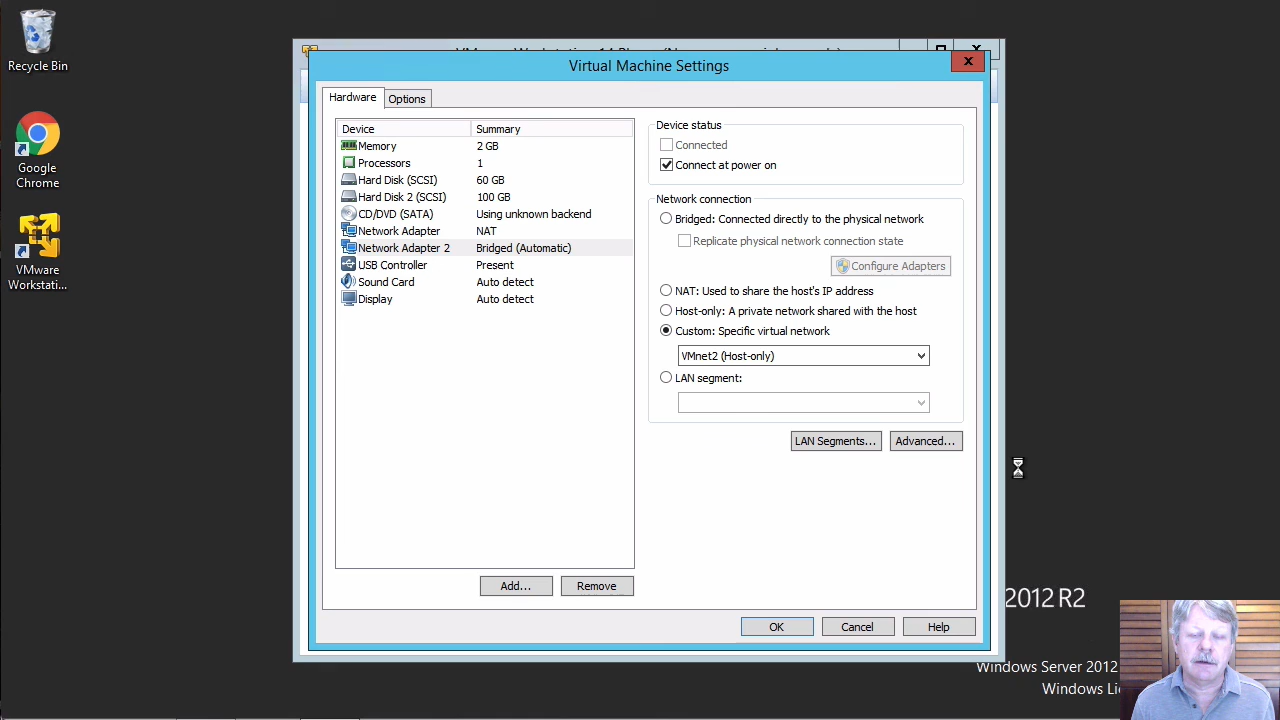 Recycle Bin
Google
Chrome
VMware
Workstati...
Virtual Machine Settings
Hardware
Options
Device Summary
Memory 2 GB
Processors 1
Hard Disk (SCSI) 60 GB
Hard Disk 2 (SCSI) 100 GB
CD/DVD (SATA) Using unknown backend
Network Adapter NAT
Network Adapter 2 Bridged (Automatic)
USB Controller Present
Sound Card Auto detect
Display Auto detect
Add...
Remove
Device status
Connected
Connect at power on
Network connection
Bridged: Connected directly to the physical network
Replicate physical network connection state
Configure Adapters
NAT: Used to share the host's IP address
Host-only: A private network shared with the host
Custom: Specific virtual network
VMnet2 (Host-only)
LAN segment:
LAN Segments...
Advanced...
OK
Cancel
Help
2012 R2
Windows Server 2012
Windows Li